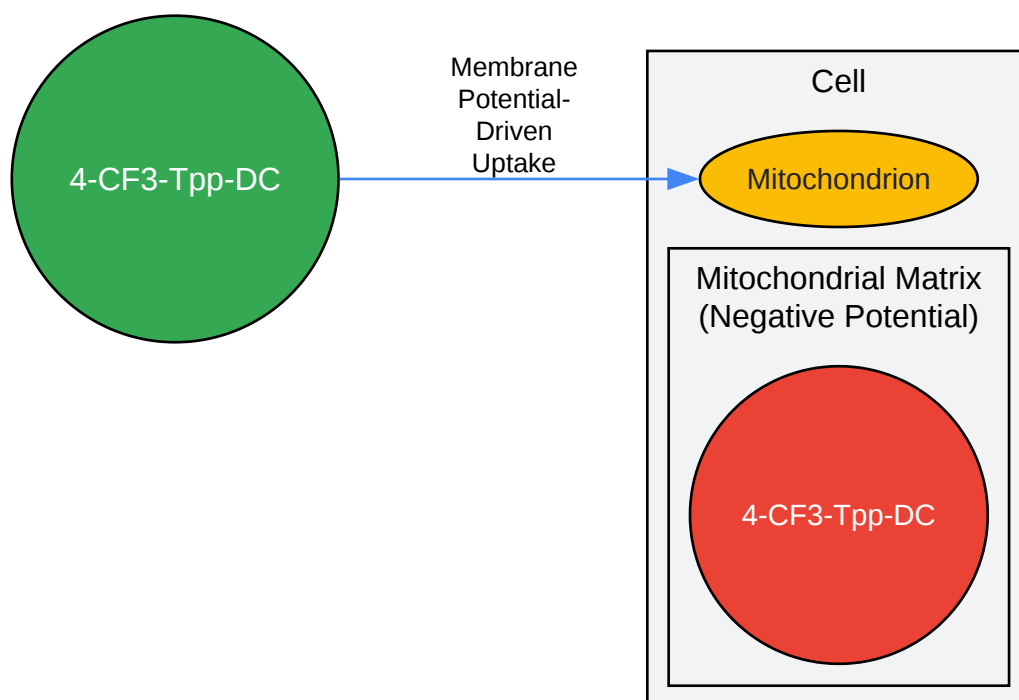 Membrane
Potential-
Driven
Uptake
Cell
4-CF3-Tpp-DC
Mitochondrion
Mitochondrial Matrix
(Negative Potential)
4-CF3-Tpp-DC